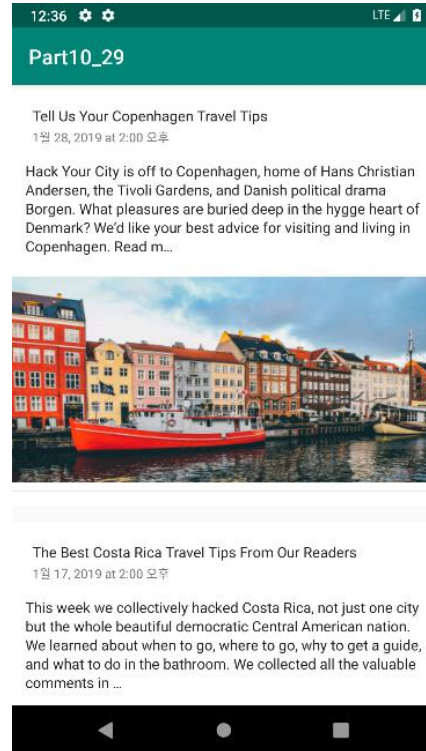 12:36
LTE
Part10_29
Tell Us Your Copenhagen Travel Tips
1월 28, 2019 at 2:00 오후
Hack Your City is off to Copenhagen, home of Hans Christian
Andersen, the Tivoli Gardens, and Danish political drama
Borgen. What pleasures are buried deep in the hygge heart of
Denmark? We'd like your best advice for visiting and living in
Copenhagen. Read m...
The Best Costa Rica Travel Tips From Our Readers
1월 17, 2019 at 2:00 오후
This week we collectively hacked Costa Rica, not just one city
but the whole beautiful democratic Central American nation.
We learned about when to go, where to go, why to get a guide,
and what to do in the bathroom. We collected all the valuable
comments in ...